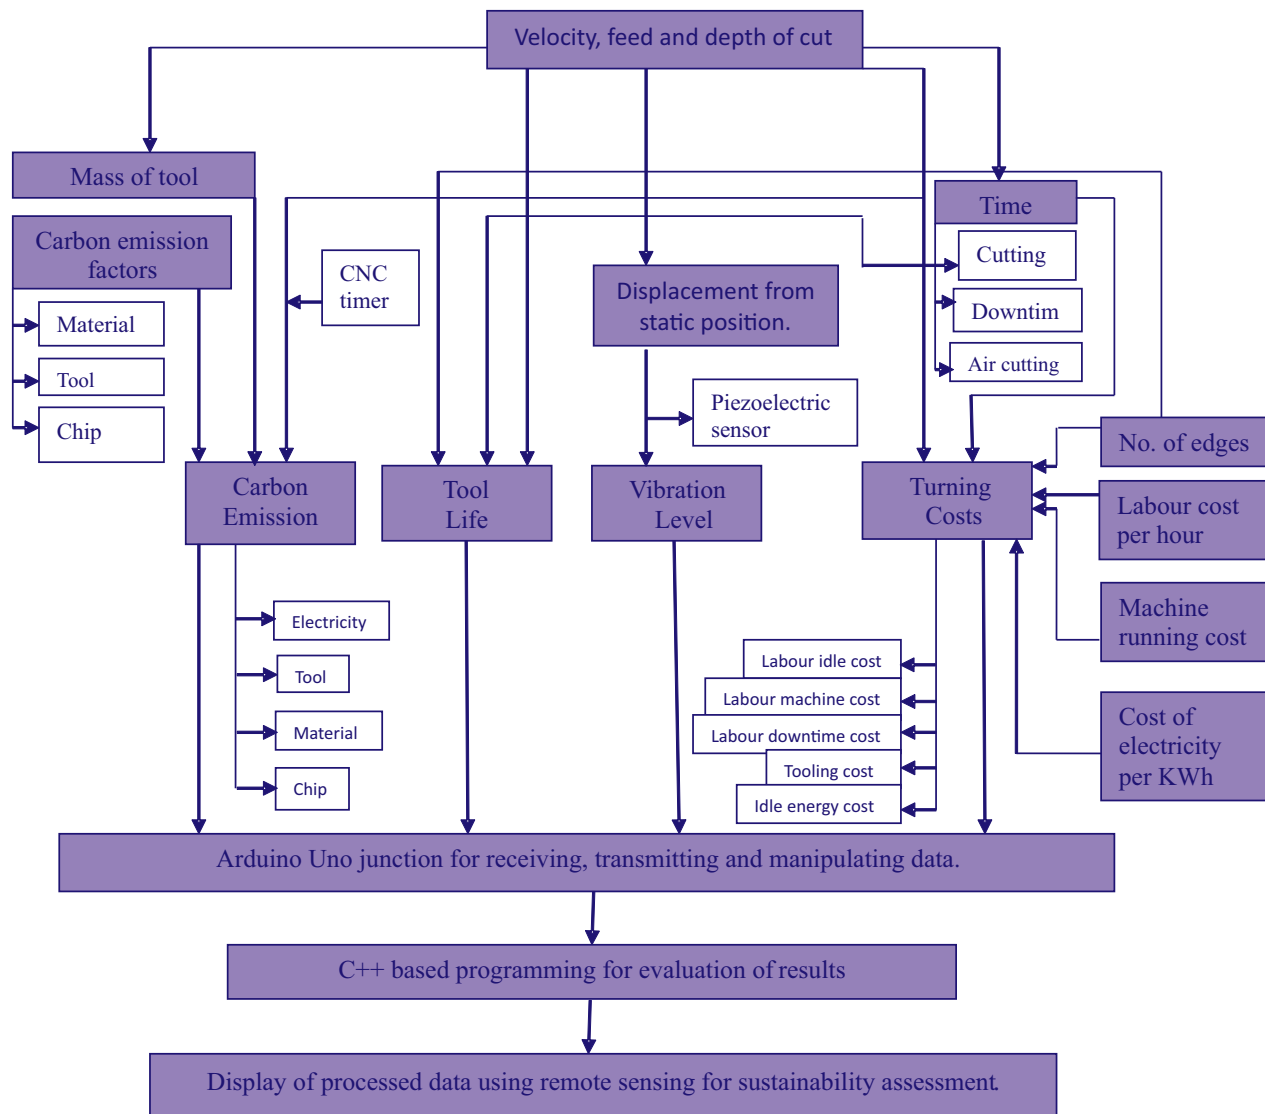 Velocity, feed and depth of cut
Mass of tool
Time
Carbon emission
factors
CNC
timer
Cutting
Displacement from
static position.
Downtim
Material
Air cutting
Tool
Chip
Piezoelectric
sensor
No. of edges
Carbon
Emission
Tool
Life
Vibration
Level
Turning
Costs
Labour cost
per hour
Machine
running cost
Electricity
Tool
Material
Chip
Labour idle cost
Labour machine cost
Labour downtime cost
Tooling cost
Idle energy cost
Cost of
electricity
per KWh
Arduino Uno junction for receiving, transmitting and manipulating data.
C++ based programming for evaluation of results
Display of processed data using remote sensing for sustainability assessment.